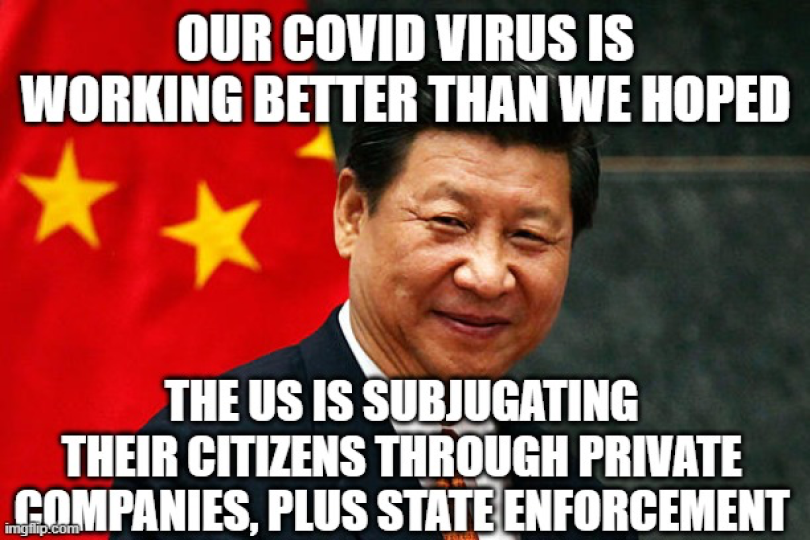 OUR COVID VIRUS IS
WORKING BETTER THAN WE HOPED
THE US IS SUBJUGATING
THEIR CITIZENS THROUGH PRIVATE
COMPANIES, PLUS STATE ENFORCEMENT
imgflip.com